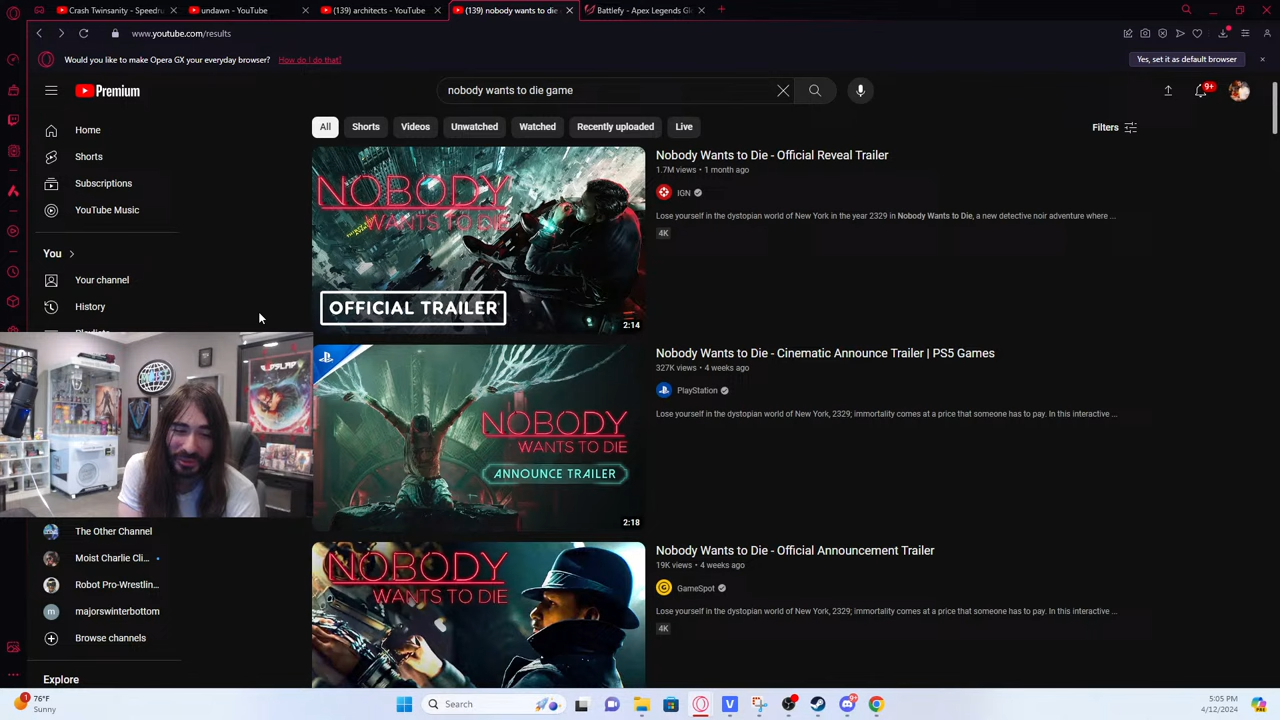 Crash Twinsanity - Speedru
undawn - YouTube
(139) architects - YouTube
(139) nobody wants to die
Battlefy - Apex Legends Gl
www.youtube.com/results
Would you like to make Opera GX your everyday browser?
How do I do that?
Yes, set it as default browser
Premium
nobody wants to die game
9+
Home
Shorts
Subscriptions
YouTube Music
You
Your channel
History
All
Shorts
Videos
Unwatched
Watched
Recently uploaded
Live
Filters
NOBODY
WANTS TO DIE
OFFICIAL TRAILER
2:14
Nobody Wants to Die - Official Reveal Trailer
1.7M views • 1 month ago
IGN
Lose yourself in the dystopian world of New York in the year 2329 in Nobody Wants to Die, a new detective noir adventure where ...
4K
NOBODY
WANTS TO DIE
ANNOUNCE TRAILER
2:18
Nobody Wants to Die - Cinematic Announce Trailer | PS5 Games
327K views • 4 weeks ago
PlayStation
Lose yourself in the dystopian world of New York, 2329; immortality comes at a price that someone has to pay. In this interactive ...
NOBODY
WANTS TO DIE
Nobody Wants to Die - Official Announcement Trailer
19K views • 4 weeks ago
GameSpot
Lose yourself in the dystopian world of New York, 2329; immortality comes at a price that someone has to pay. In this interactive ...
4K
The Other Channel
Moist Charlie Cli...
Robot Pro-Wrestlin...
m
majorswinterbottom
Browse channels
Explore
1
76°F
Sunny
Search
9+
5:05 PM
4/12/2024